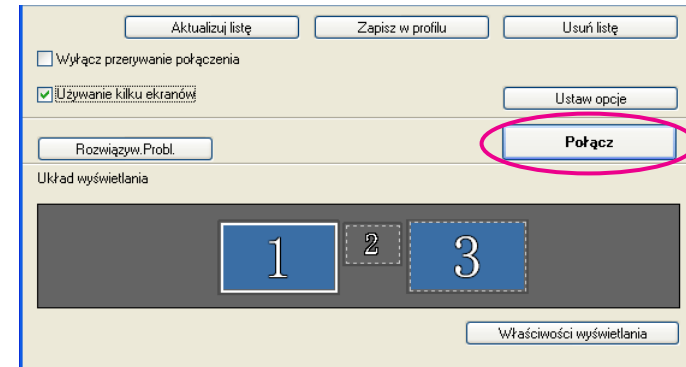 Aktualizuj listę Zapisz w profilu Usuń listę
Wyłącz przerywanie połączenia
Używanie kilku ekranów
Ustaw opcje
Połącz
Rozwiązyw.Probl.
Układ wyświetlania
1 2 3
Właściwości wyświetlania